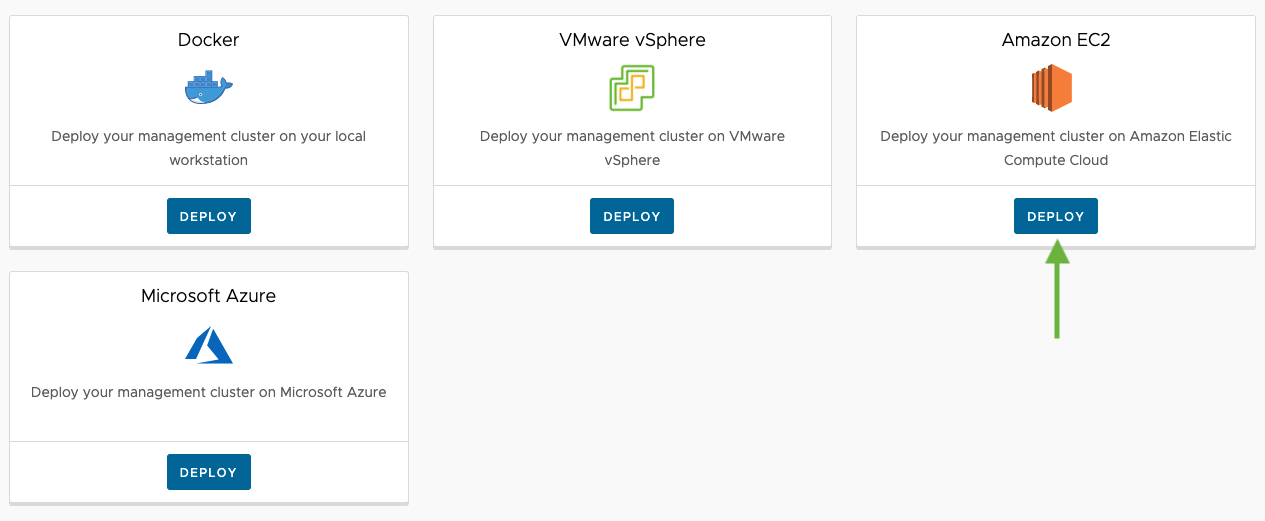 Docker
Deploy your management cluster on your local
workstation
DEPLOY
VMware vSphere
Deploy your management cluster on VMware
vSphere
DEPLOY
Amazon EC2
Deploy your management cluster on Amazon Elastic
Compute Cloud
DEPLOY
Microsoft Azure
Deploy your management cluster on Microsoft Azure
DEPLOY